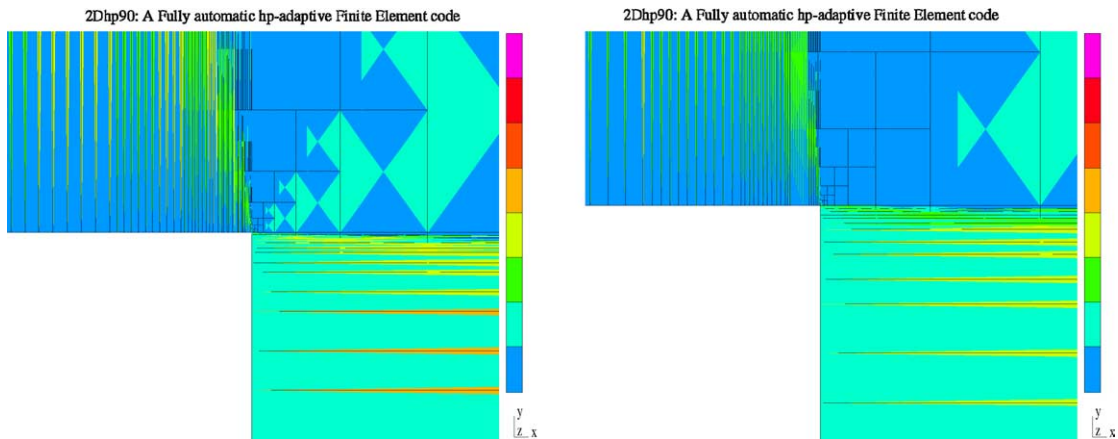 2Dhp90: A Fully automatic hp-adaptive Finite Element code
2Dhp90: A Fully automatic hp-adaptive Finite Element code
y
z x
y
z x